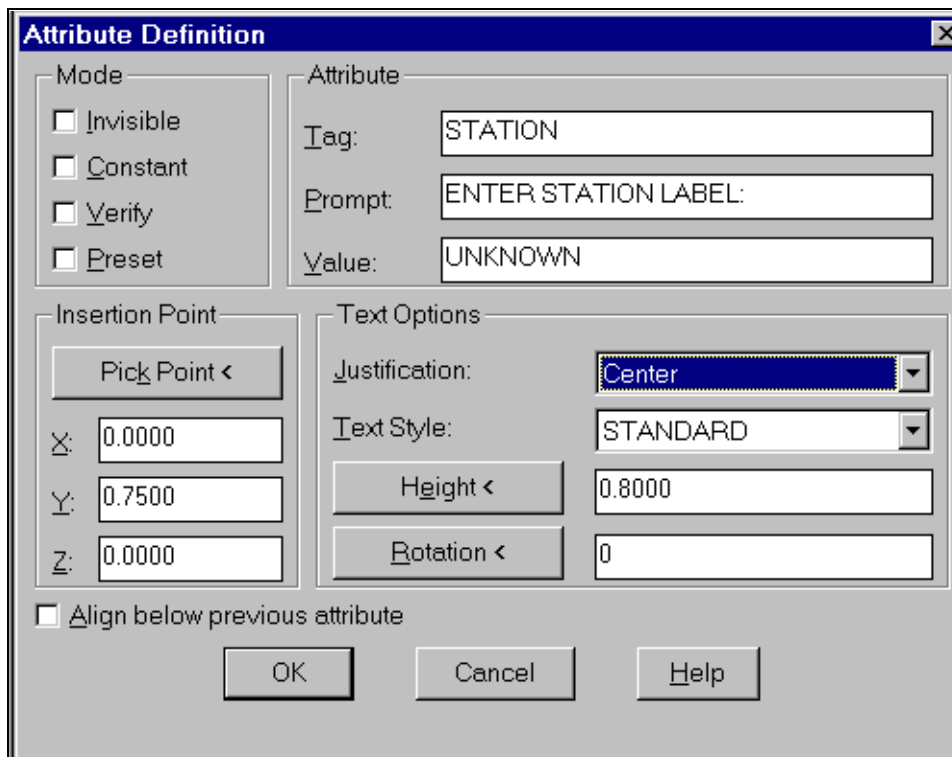 Attribute Definition
Mode
Invisible
Constant
Verify
Preset
Attribute
Tag: STATION
Prompt: ENTER STATION LABEL:
Value: UNKNOWN
Insertion Point
Pick Point <
X: 0.0000
Y: 0.7500
Z: 0.0000
Text Options
Justification: Center
Text Style: STANDARD
Height < 0.8000
Rotation < 0
Align below previous attribute
OK Cancel Help